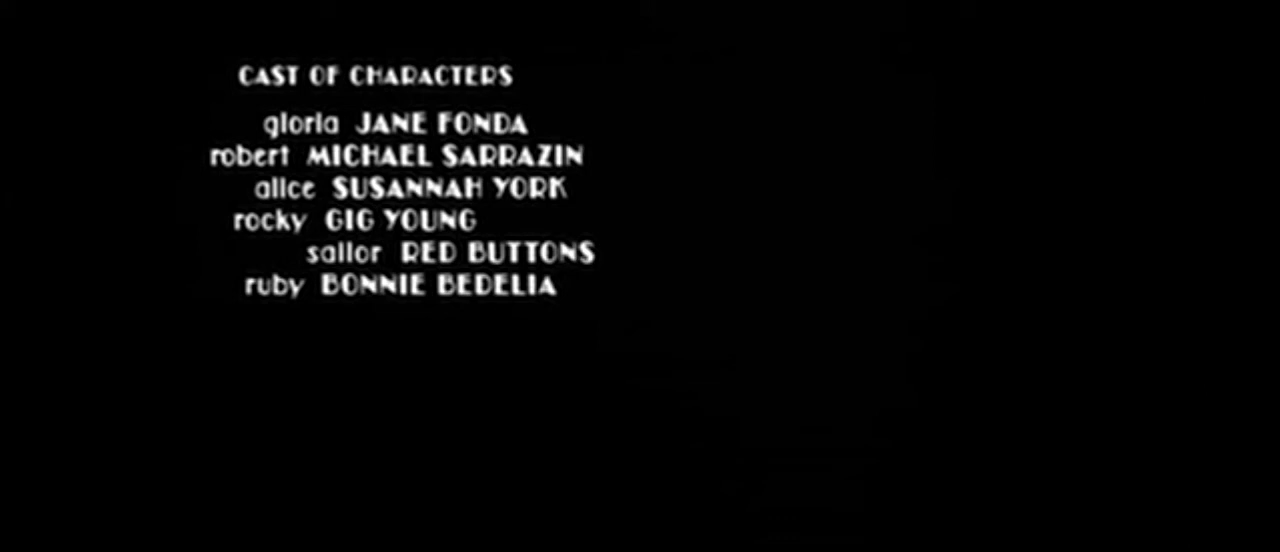 CAST OF CHARACTERS
gloria JANE FONDA
robert MICHAEL SARRAZIN
alice SUSANNAH YORK
rocky GIG YOUNG
sailor RED BUTTONS
ruby BONNIE BEDELIA